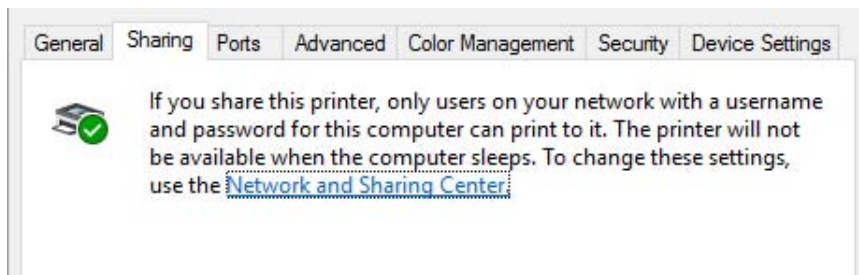 General Sharing Ports Advanced Color Management Security Device Settings
If you share this printer, only users on your network with a username
and password for this computer can print to it. The printer will not
be available when the computer sleeps. To change these settings,
use the Network and Sharing Center.